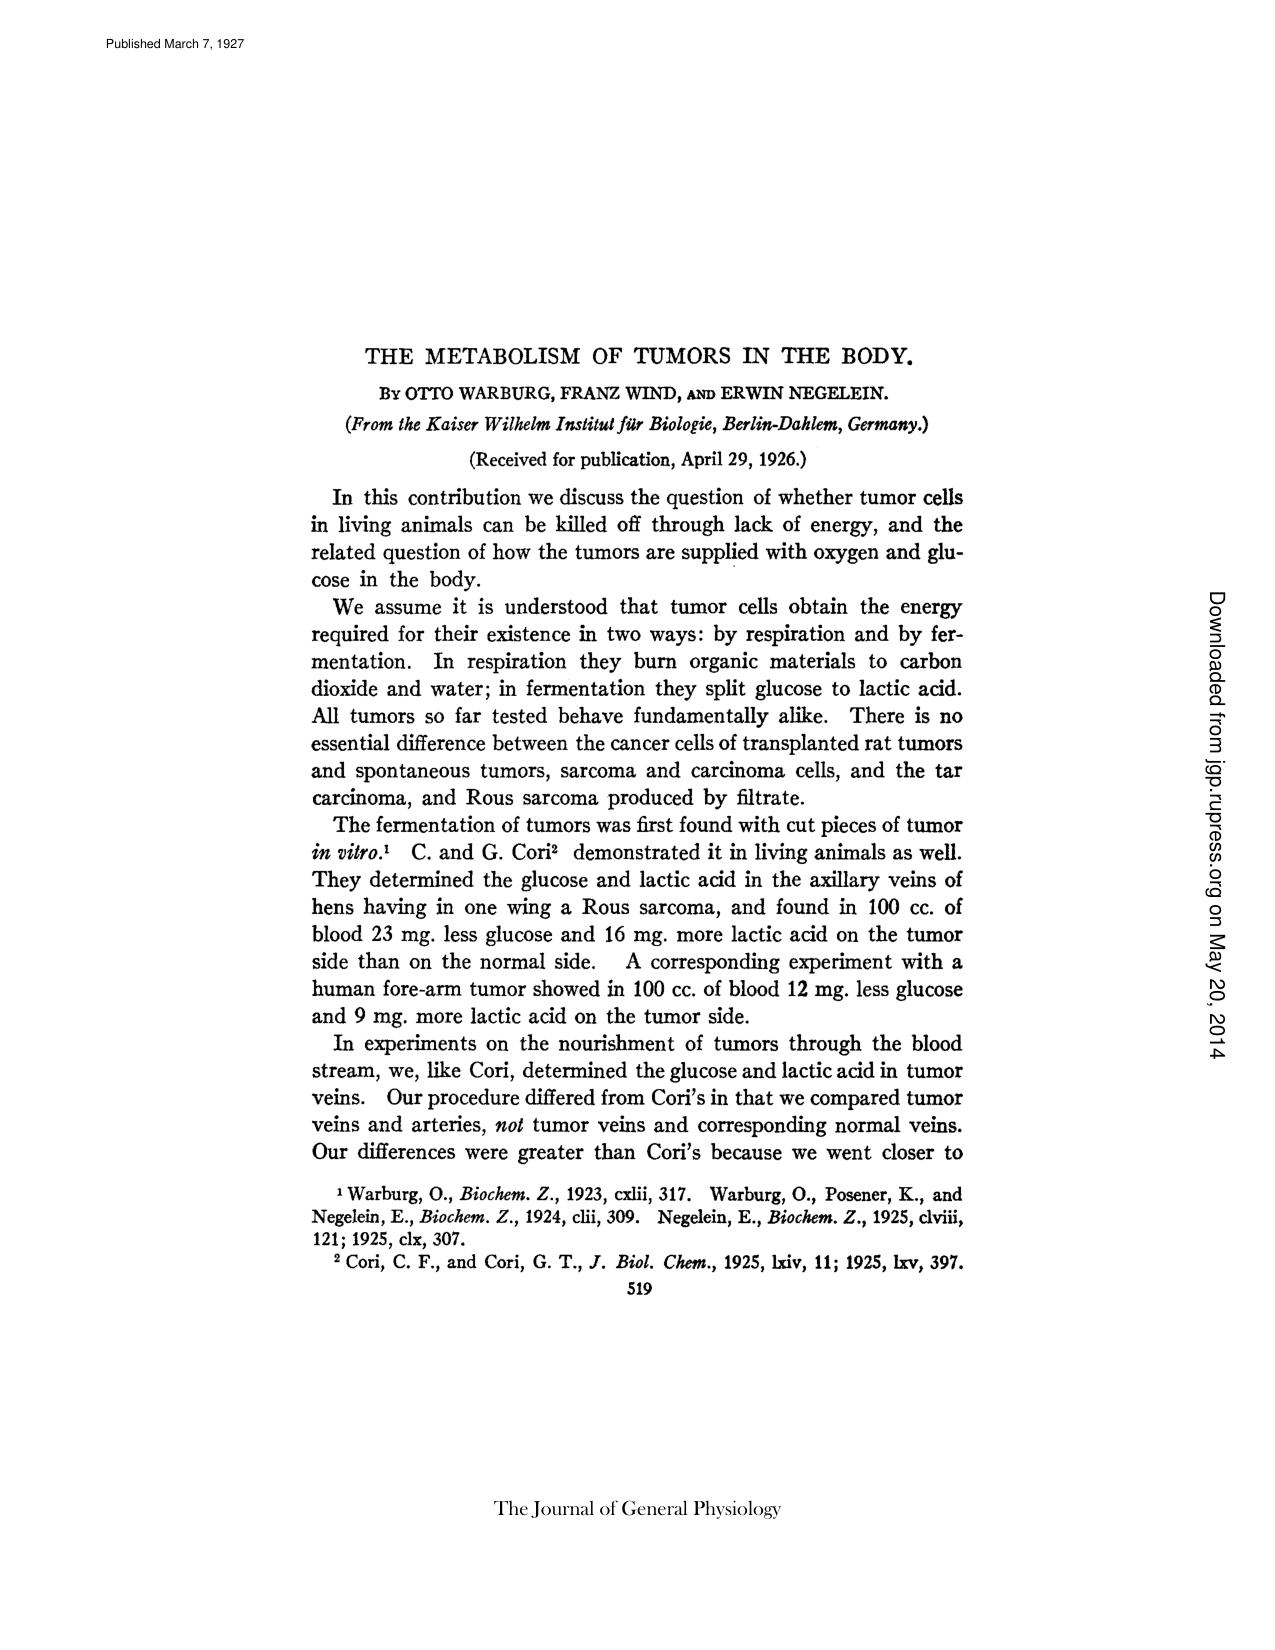 Published March 7, 1927
THE METABOLISM OF TUMORS IN THE BODY.
By OTTO WARBURG, FRANZ WIND, AND ERWIN NEGELEIN.
(From the Kaiser Wilhelm Institut für Biologie, Berlin-Dahlem, Germany.)
(Received for publication, April 29, 1926.)
In this contribution we discuss the question of whether tumor cells
in living animals can be killed off through lack of energy, and the
related question of how the tumors are supplied with oxygen and glu-
cose in the body.
We assume it is understood that tumor cells obtain the energy
required for their existence in two ways: by respiration and by fer-
mentation. In respiration they burn organic materials to carbon
dioxide and water; in fermentation they split glucose to lactic acid.
All tumors so far tested behave fundamentally alike. There is no
essential difference between the cancer cells of transplanted rat tumors
and spontaneous tumors, sarcoma and carcinoma cells, and the tar
carcinoma, and Rous sarcoma produced by filtrate.
The fermentation of tumors was first found with cut pieces of tumor
in vitro.¹ C. and G. Cori² demonstrated it in living animals as well.
They determined the glucose and lactic acid in the axillary veins of
hens having in one wing a Rous sarcoma, and found in 100 cc. of
blood 23 mg. less glucose and 16 mg. more lactic acid on the tumor
side than on the normal side. A corresponding experiment with a
human fore-arm tumor showed in 100 cc. of blood 12 mg. less glucose
and 9 mg. more lactic acid on the tumor side.
In experiments on the nourishment of tumors through the blood
stream, we, like Cori, determined the glucose and lactic acid in tumor
veins. Our procedure differed from Cori's in that we compared tumor
veins and arteries, not tumor veins and corresponding normal veins.
Our differences were greater than Cori's because we went closer to
¹ Warburg, O., Biochem. Z., 1923, cxlii, 317. Warburg, O., Posener, K., and
Negelein, E., Biochem. Z., 1924, clii, 309. Negelein, E., Biochem. Z., 1925, clviii,
121; 1925, clx, 307.
² Cori, C. F., and Cori, G. T., J. Biol. Chem., 1925, lxiv, 11; 1925, lxv, 397.
519
The Journal of General Physiology
Downloaded from jgp.rupress.org on May 20, 2014